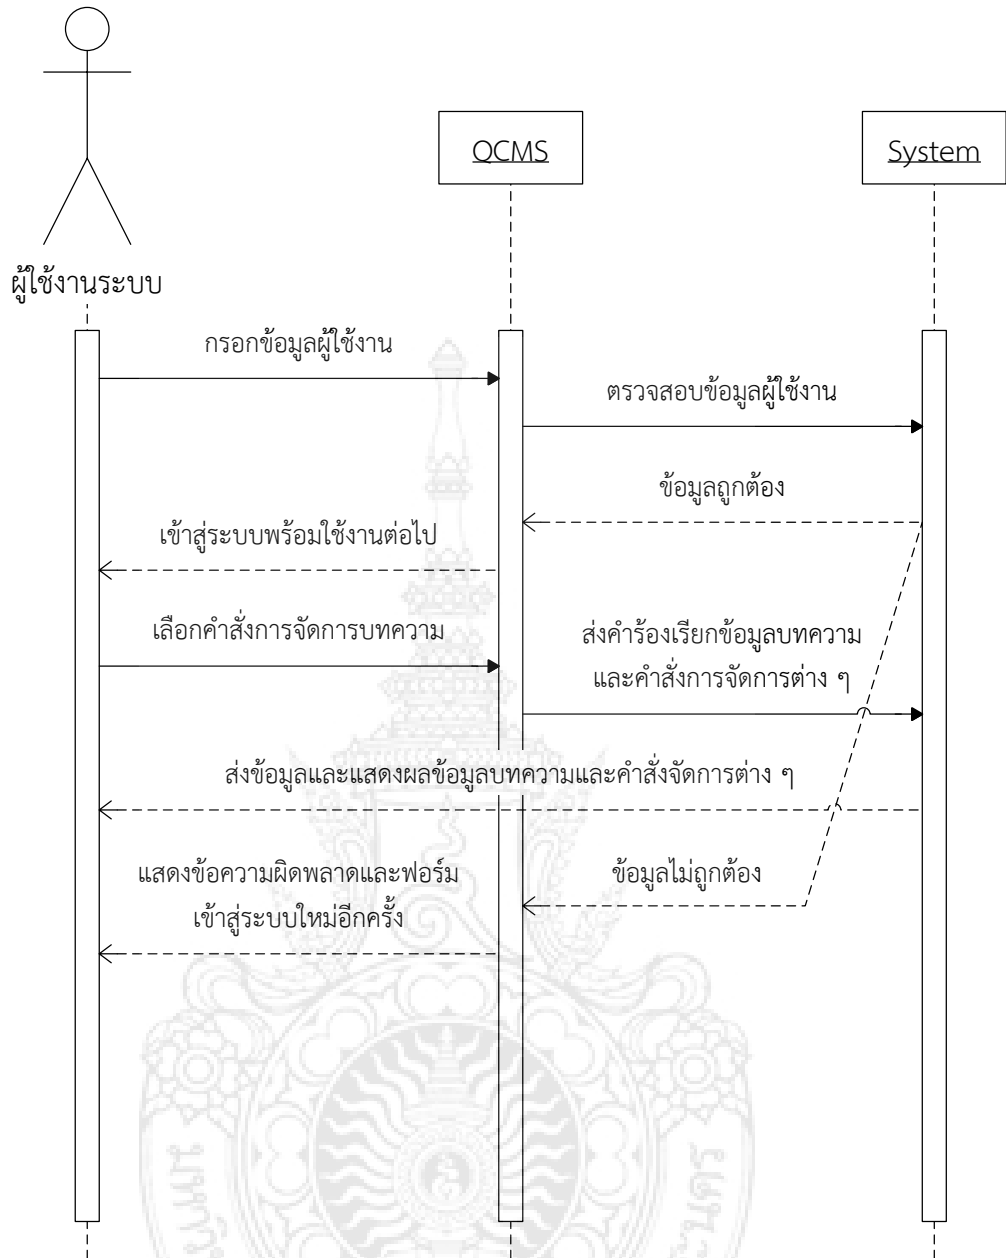 QCMS
System
ผู้ใช้งานระบบ
กรอกข้อมูลผู้ใช้งาน
ตรวจสอบข้อมูลผู้ใช้งาน
ข้อมูลถูกต้อง
เข้าสู่ระบบพร้อมใช้งานต่อไป
เลือกคำสั่งการจัดการบทความ
ส่งคำร้องเรียกข้อมูลบทความ
และคำสั่งการจัดการต่าง ๆ
ส่งข้อมูลและแสดงผลข้อมูลบทความและคำสั่งจัดการต่าง ๆ
แสดงข้อความผิดพลาดและฟอร์ม
เข้าสู่ระบบใหม่อีกครั้ง
ข้อมูลไม่ถูกต้อง